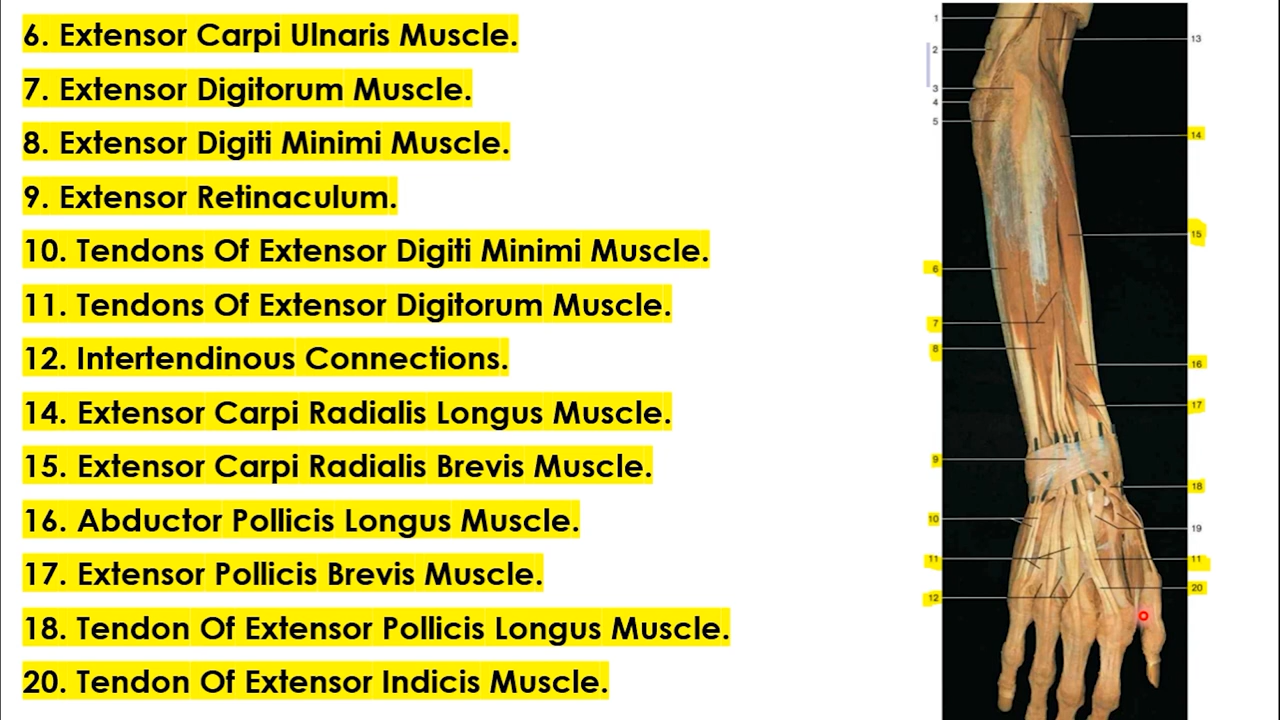 6. Extensor Carpi Ulnaris Muscle.
7. Extensor Digitorum Muscle.
8. Extensor Digiti Minimi Muscle.
9. Extensor Retinaculum.
10. Tendons Of Extensor Digiti Minimi Muscle.
11. Tendons Of Extensor Digitorum Muscle.
12. Intertendinous Connections.
14. Extensor Carpi Radialis Longus Muscle.
15. Extensor Carpi Radialis Brevis Muscle.
16. Abductor Pollicis Longus Muscle.
17. Extensor Pollicis Brevis Muscle.
18. Tendon Of Extensor Pollicis Longus Muscle.
20. Tendon Of Extensor Indicis Muscle.
1
2
3
4
5
6
7
8
9
10
11
12
13
14
15
16
17
18
19
11
20